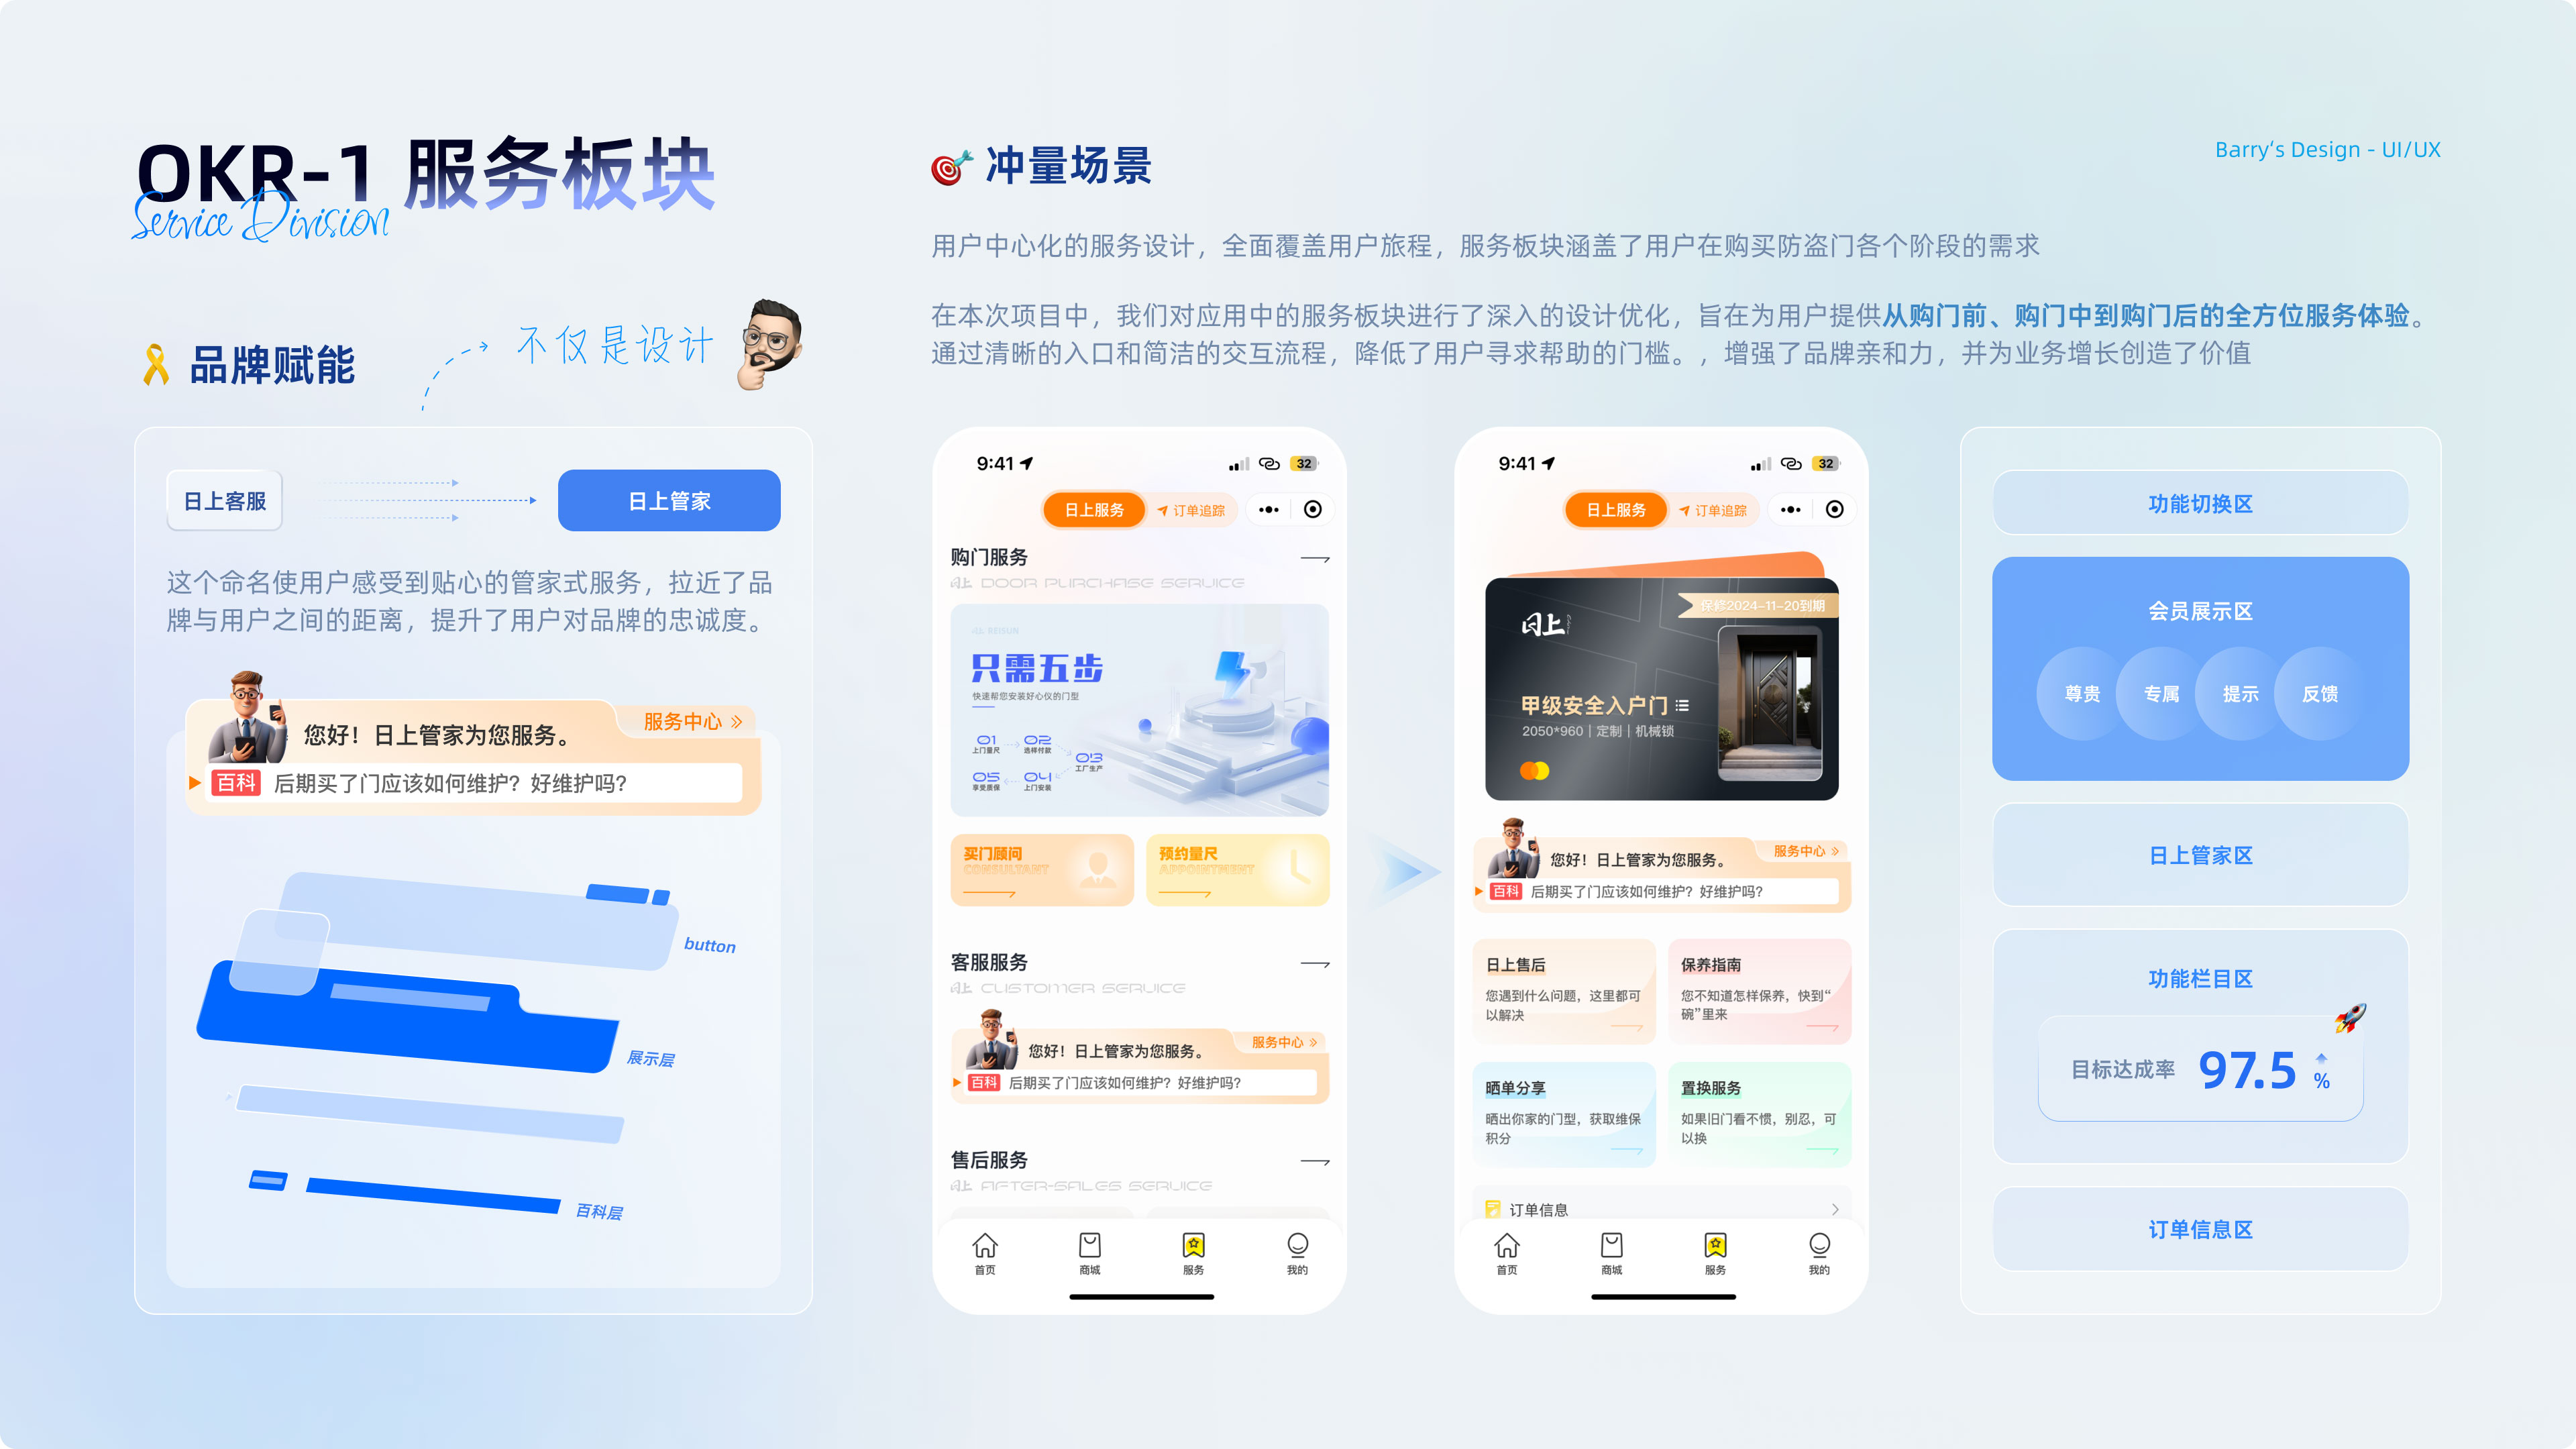 OKR-1 服务板块
Service Division
Barry‘s Design - UI/UX
品牌赋能
不仅是设计
日上客服
日上管家
这个命名使用户感受到贴心的管家式服务，拉近了品
牌与用户之间的距离，提升了用户对品牌的忠诚度。
您好！日上管家为您服务。
服务中心
百科
后期买了门应该如何维护？好维护吗？
button
展示层
百科层
冲量场景
用户中心化的服务设计，全面覆盖用户旅程，服务板块涵盖了用户在购买防盗门各个阶段的需求
在本次项目中，我们对应用中的服务板块进行了深入的设计优化，旨在为用户提供从购门前、购门中到购门后的全方位服务体验。
通过清晰的入口和简洁的交互流程，降低了用户寻求帮助的门槛。，增强了品牌亲和力，并为业务增长创造了价值
9:41
32
日上服务
订单追踪
购门服务
日上 DOOR PURCHASE SERVICE
日上 REISUN
只需五步
快速帮您安装好心仪的门型
01
上门量尺
02
选样付款
03
工厂生产
05
享受质保
04
上门安装
买门顾问
CONSULTANT
预约量尺
APPOINTMENT
客服服务
日上 CUSTOMER SERVICE
您好！日上管家为您服务。
服务中心
百科
后期买了门应该如何维护？好维护吗？
售后服务
日上 AFTER-SALES SERVICE
首页
商城
服务
我的
9:41
32
日上服务
订单追踪
保修2024-11-20到期
日上
甲级安全入户门
2050*960 | 定制 | 机械锁
您好！日上管家为您服务。
服务中心
百科
后期买了门应该如何维护？好维护吗？
日上售后
您遇到什么问题，这里都可
以解决
保养指南
您不知道怎样保养，快到“
碗”里来
晒单分享
晒出你家的门型，获取维保
积分
置换服务
如果旧门看不惯，别忍，可
以换
订单信息
首页
商城
服务
我的
功能切换区
会员展示区
尊贵
专属
提示
反馈
日上管家区
功能栏目区
目标达成率
97.5
%
订单信息区